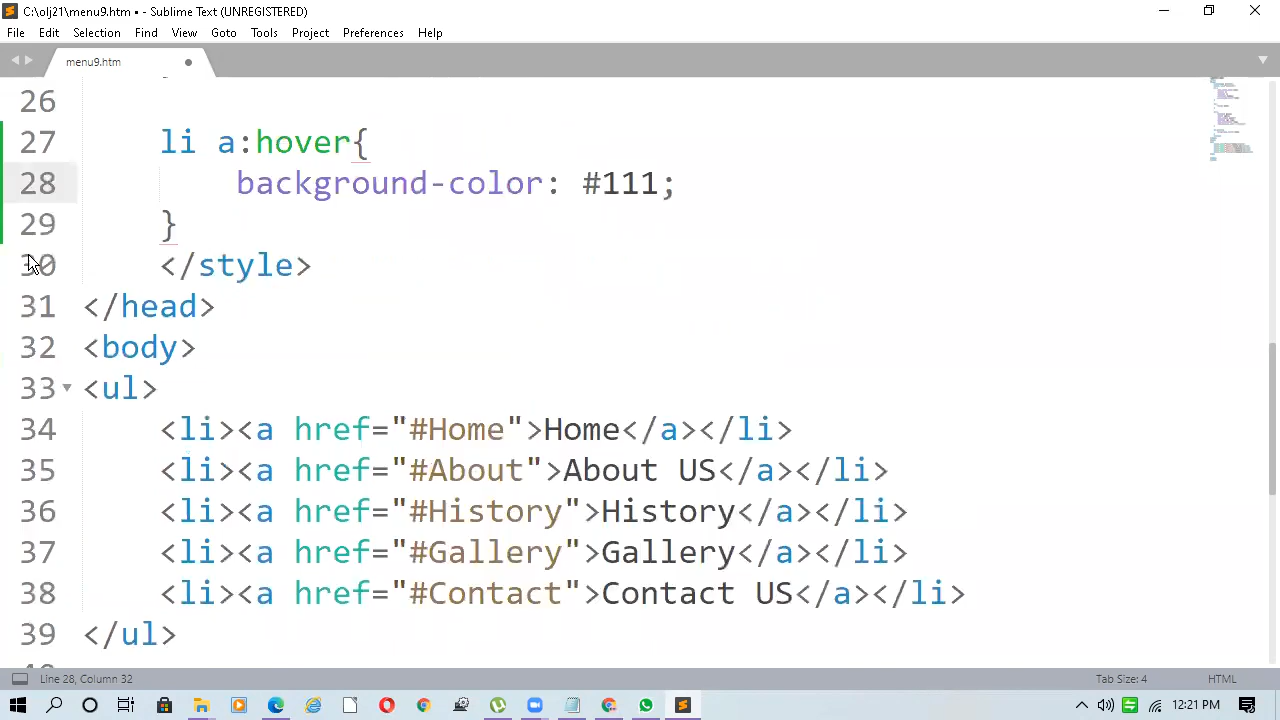 C:\olj21\menu9.htm • - Sublime Text (UNREGISTERED)
File Edit Selection Find View Goto Tools Project Preferences Help
menu9.htm
26
27 li a:hover{
28 background-color: #111;
29 }
30 </style>
31 </head>
32 <body>
33 <ul>
34 <li><a href="#Home">Home</a></li>
35 <li><a href="#About">About US</a></li>
36 <li><a href="#History">History</a></li>
37 <li><a href="#Gallery">Gallery</a></li>
38 <li><a href="#Contact">Contact US</a></li>
39 </ul>
Line 28, Column 32 Tab Size: 4 HTML
12:21 PM